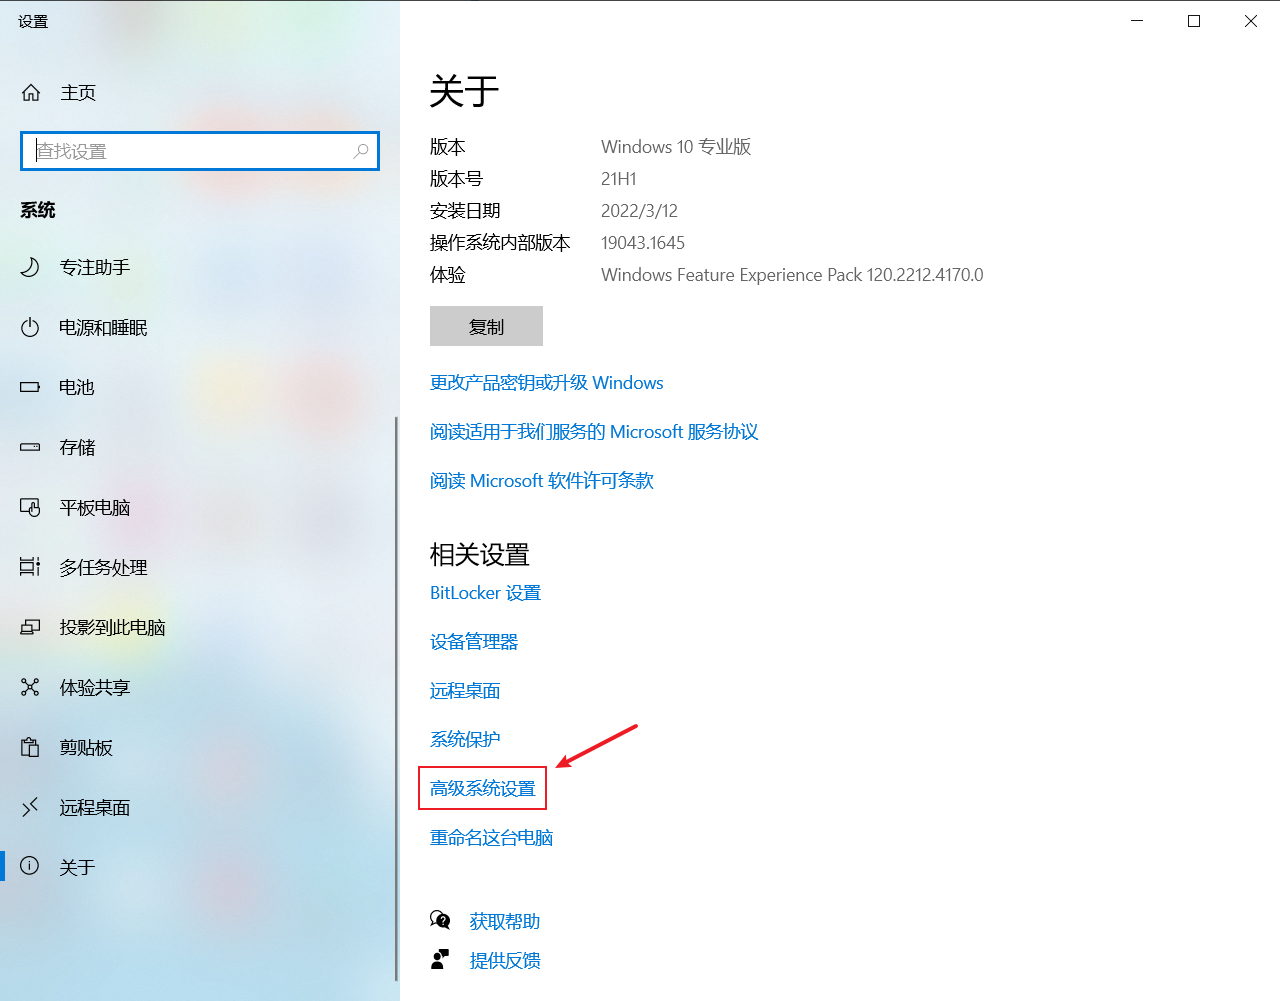 设置
主页
查找设置
系统
专注助手
电源和睡眠
电池
存储
平板电脑
多任务处理
投影到此电脑
体验共享
剪贴板
远程桌面
关于
关于
版本 Windows 10 专业版
版本号 21H1
安装日期 2022/3/12
操作系统内部版本 19043.1645
体验 Windows Feature Experience Pack 120.2212.4170.0
复制
更改产品密钥或升级 Windows
阅读适用于我们服务的 Microsoft 服务协议
阅读 Microsoft 软件许可条款
相关设置
BitLocker 设置
设备管理器
远程桌面
系统保护
高级系统设置
重命名这台电脑
获取帮助
提供反馈